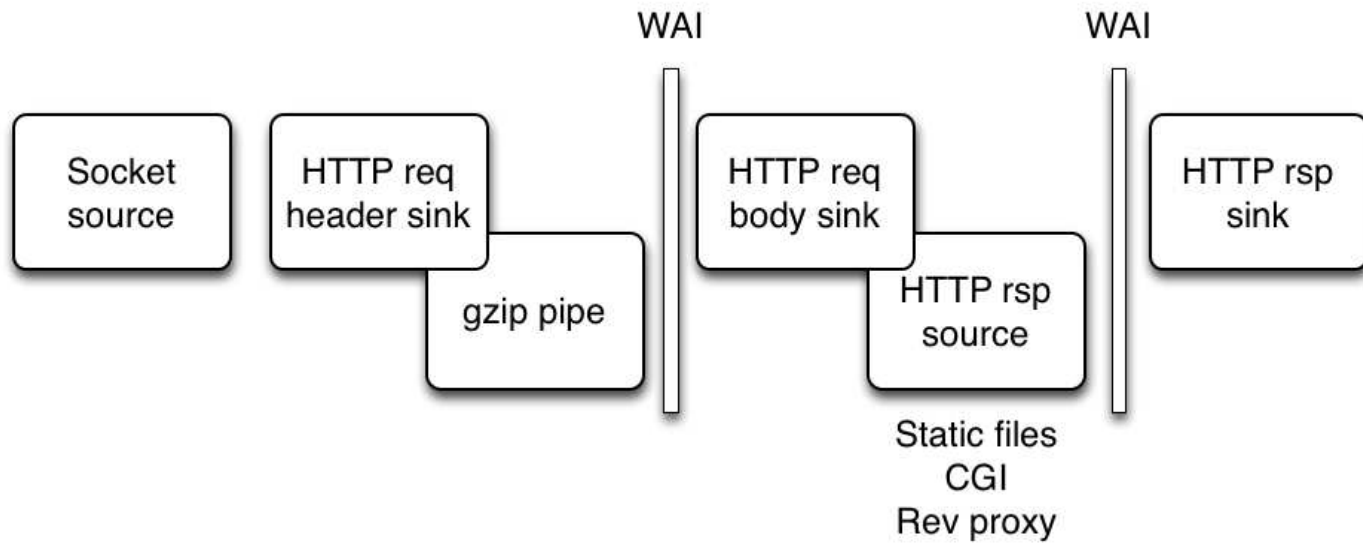 WAI
WAI
Socket
source
HTTP req
header sink
gzip pipe
HTTP req
body sink
HTTP rsp
source
HTTP rsp
sink
Static files
CGI
Rev proxy